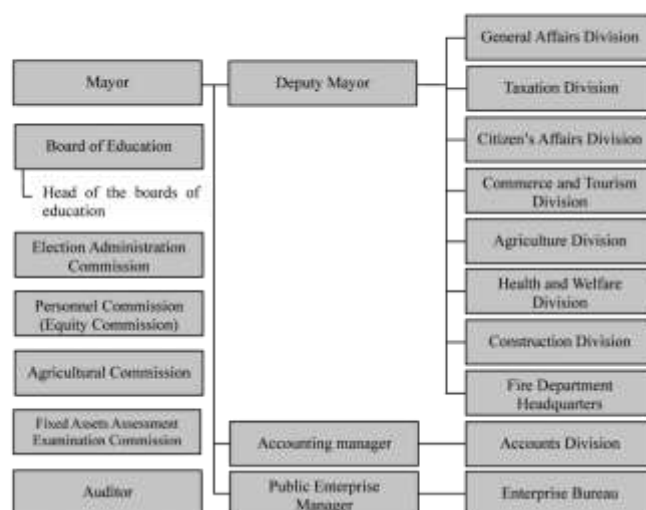 Mayor
Board of Education
Head of the boards of
education
Election Administration
Commission
Personnel Commission
(Equity Commission)
Agricultural Commission
Fixed Assets Assessment
Examination Commission
Auditor
Deputy Mayor
Accounting manager
Public Enterprise
Manager
General Affairs Division
Taxation Division
Citizen's Affairs Division
Commerce and Tourism
Division
Agriculture Division
Health and Welfare
Division
Construction Division
Fire Department
Headquarters
Accounts Division
Enterprise Bureau